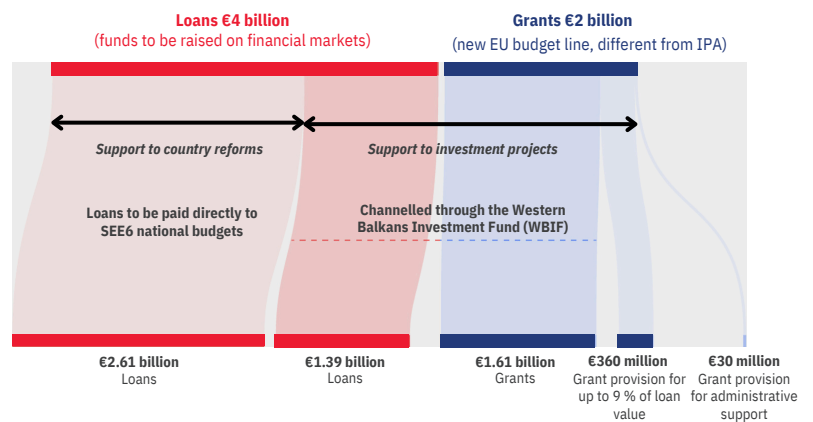 Loans €4 billion
(funds to be raised on financial markets)
Grants €2 billion
(new EU budget line, different from IPA)
Support to country reforms
Support to investment projects
Loans to be paid directly to
SEE6 national budgets
Channelled through the Western
Balkans Investment Fund (WBIF)
€2.61 billion
Loans
€1.39 billion
Loans
€1.61 billion
Grants
€360 million
Grant provision for
up to 9 % of loan
value
€30 million
Grant provision
for administrative
support